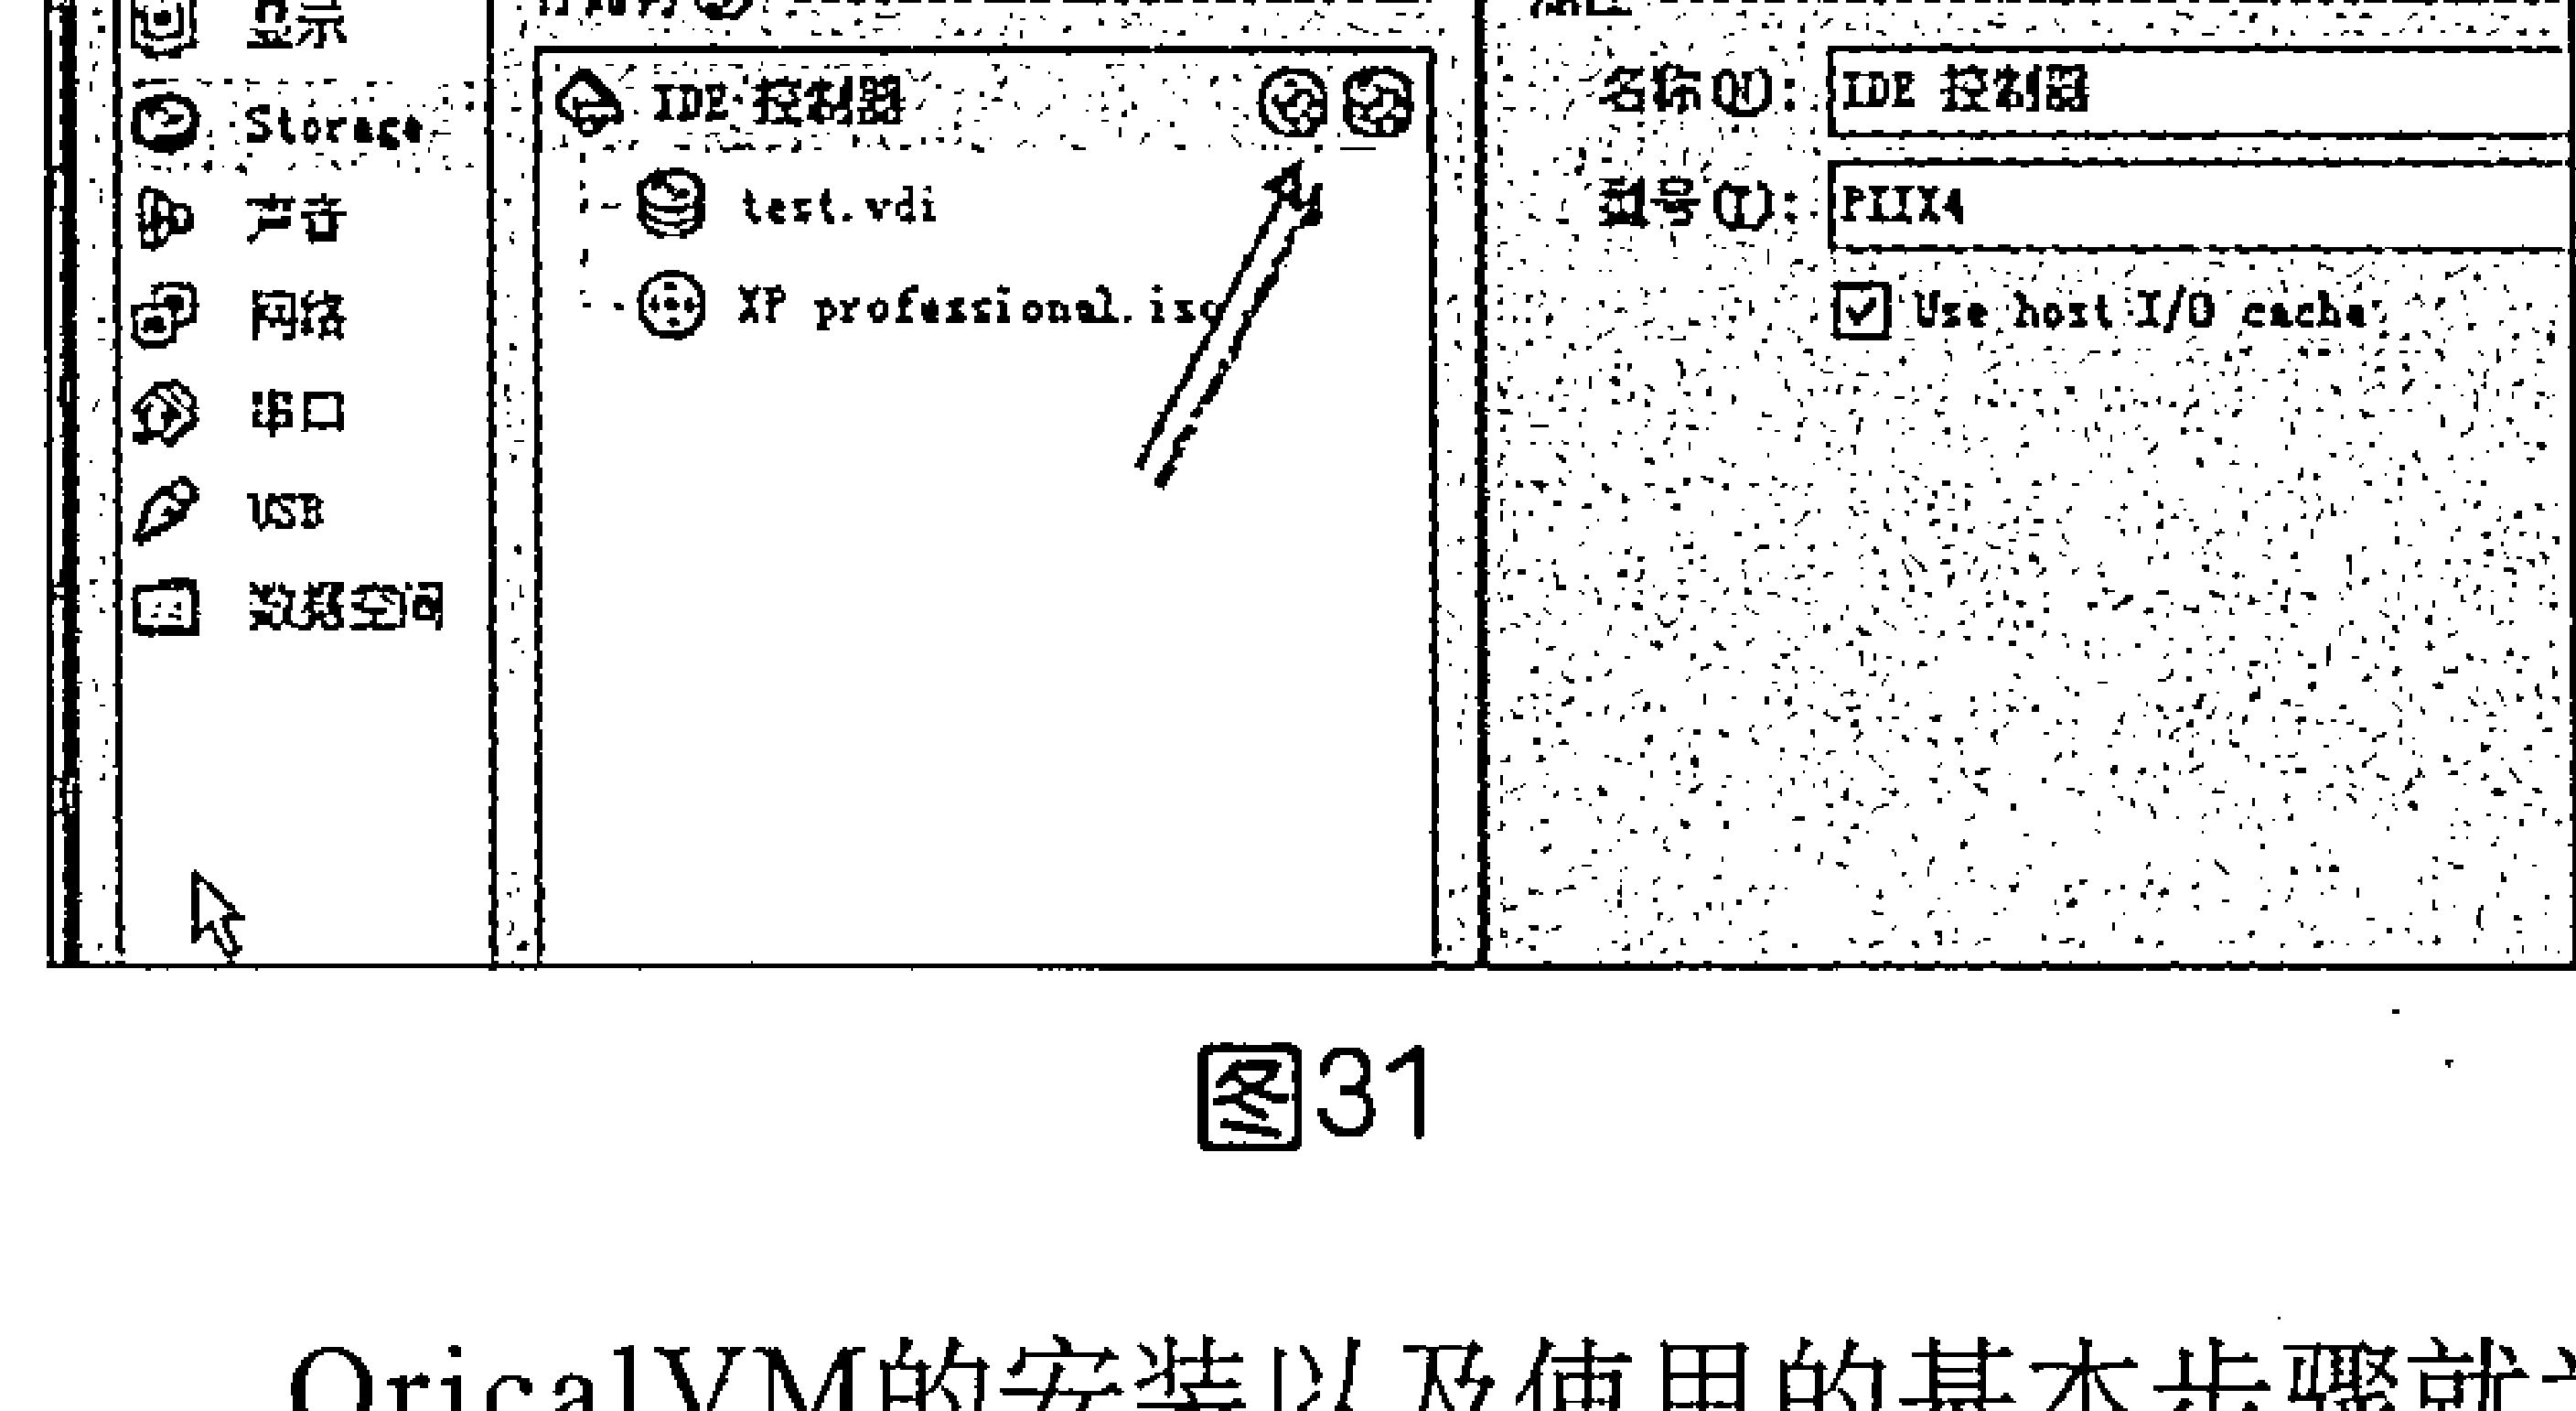 显示
Storage
声音
网络
串口
USB
数据空间
IDE 控制器
test.vdi
XP professional.iso
名称(N): IDE 控制器
型号(T): PIIX4
Use host I/O cache
图31
OricalVM的安装以及使用的基本步骤就